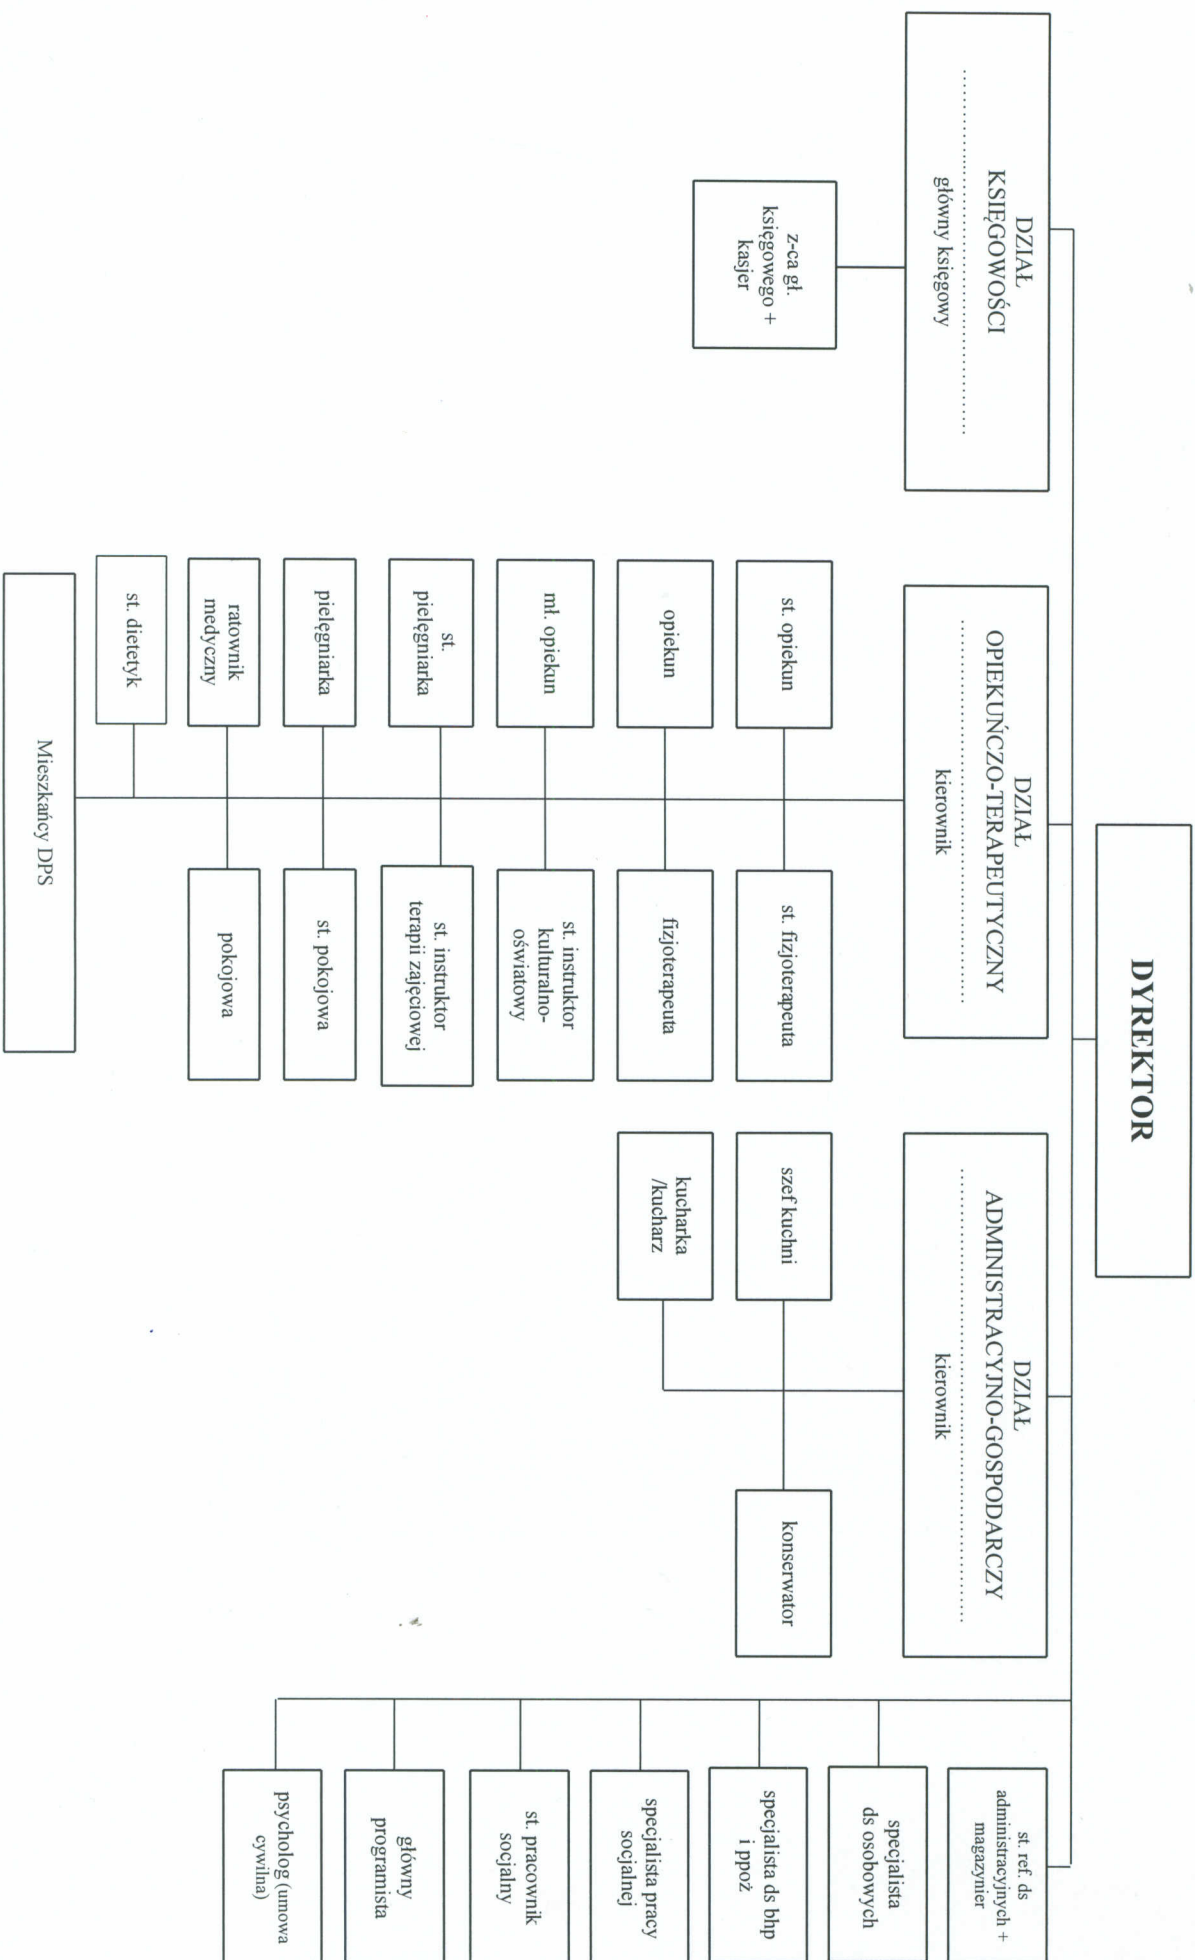 DYREKTOR
DZIAŁ
KSIĘGOWOŚCI
................................................
główny księgowy
z-ca gł.
księgowego +
kasjer
DZIAŁ
OPIEKUŃCZO-TERAPEUTYCZNY
................................................
kierownik
st. opiekun
st. fizjoterapeuta
opiekun
fizjoterapeuta
mł. opiekun
st. instruktor
kulturalno-
oświatowy
st.
pielęgniarka
st. instruktor
terapii zajęciowej
pielęgniarka
st. pokojowa
ratownik
medyczny
pokojowa
st. dietetyk
Mieszkańcy DPS
DZIAŁ
ADMINISTRACYJNO-GOSPODARCZY
................................................
kierownik
szef kuchni
konserwator
kucharka
/kucharz
st. ref. ds
administracyjnych +
magazynier
specjalista
ds osobowych
specjalista ds bhp
i ppoż
specjalista pracy
socjalnej
st. pracownik
socjalny
główny
programista
psycholog (umowa
cywilna)